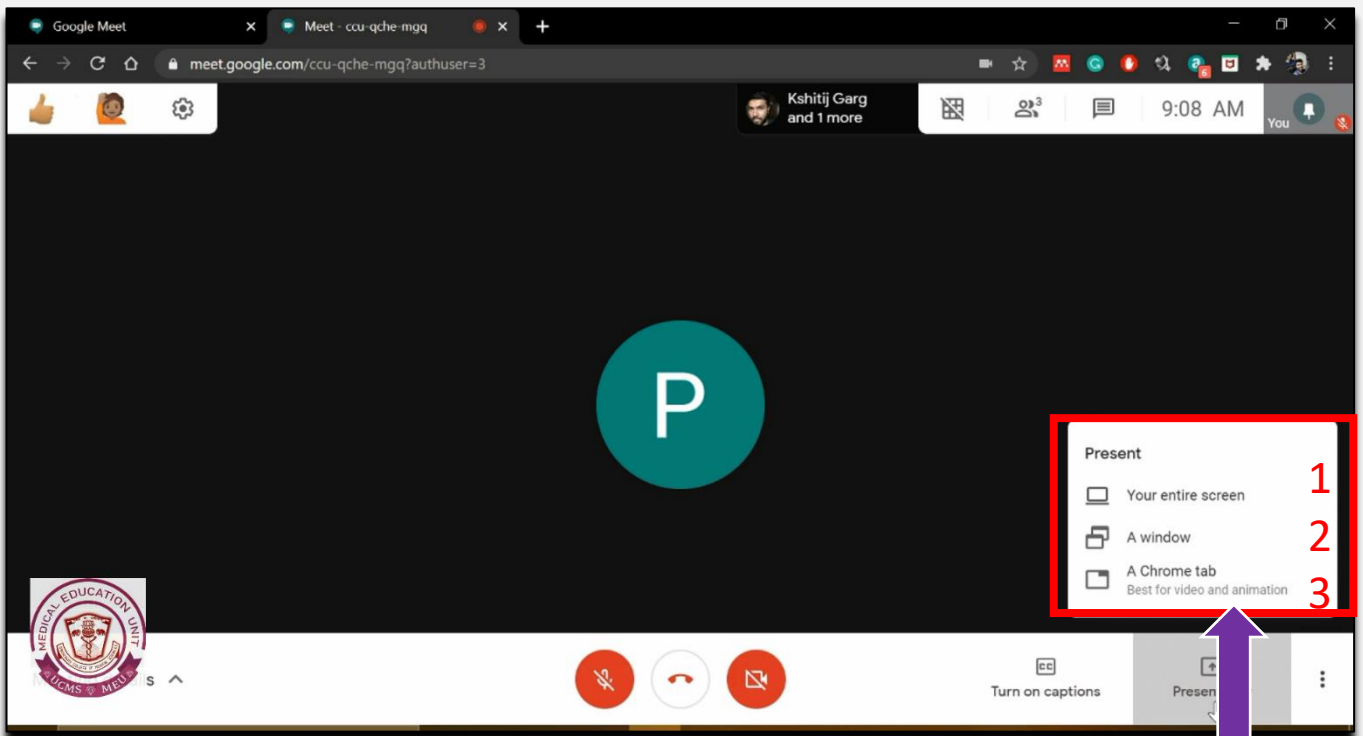 Google Meet
Meet - ccu-qche-mgq
meet.google.com/ccu-qche-mgq?authuser=3
6
Kshitij Garg
and 1 more
3
9:08 AM
You
P
Present
Your entire screen 1
A window 2
A Chrome tab
Best for video and animation 3
MEDICAL EDUCATION UNIT
UCMS MEU
s
CC
Turn on captions
Presen